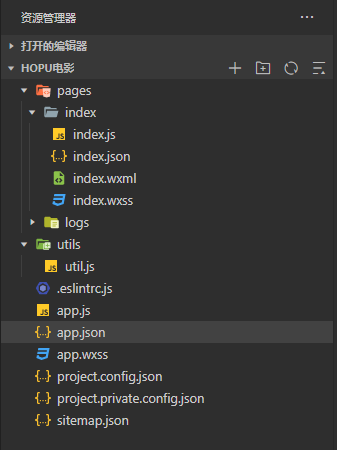 资源管理器
打开的编辑器
HOPU电影
pages
index
index.js
index.json
index.wxml
index.wxss
logs
utils
util.js
.eslintrc.js
app.js
app.json
app.wxss
project.config.json
project.private.config.json
sitemap.json